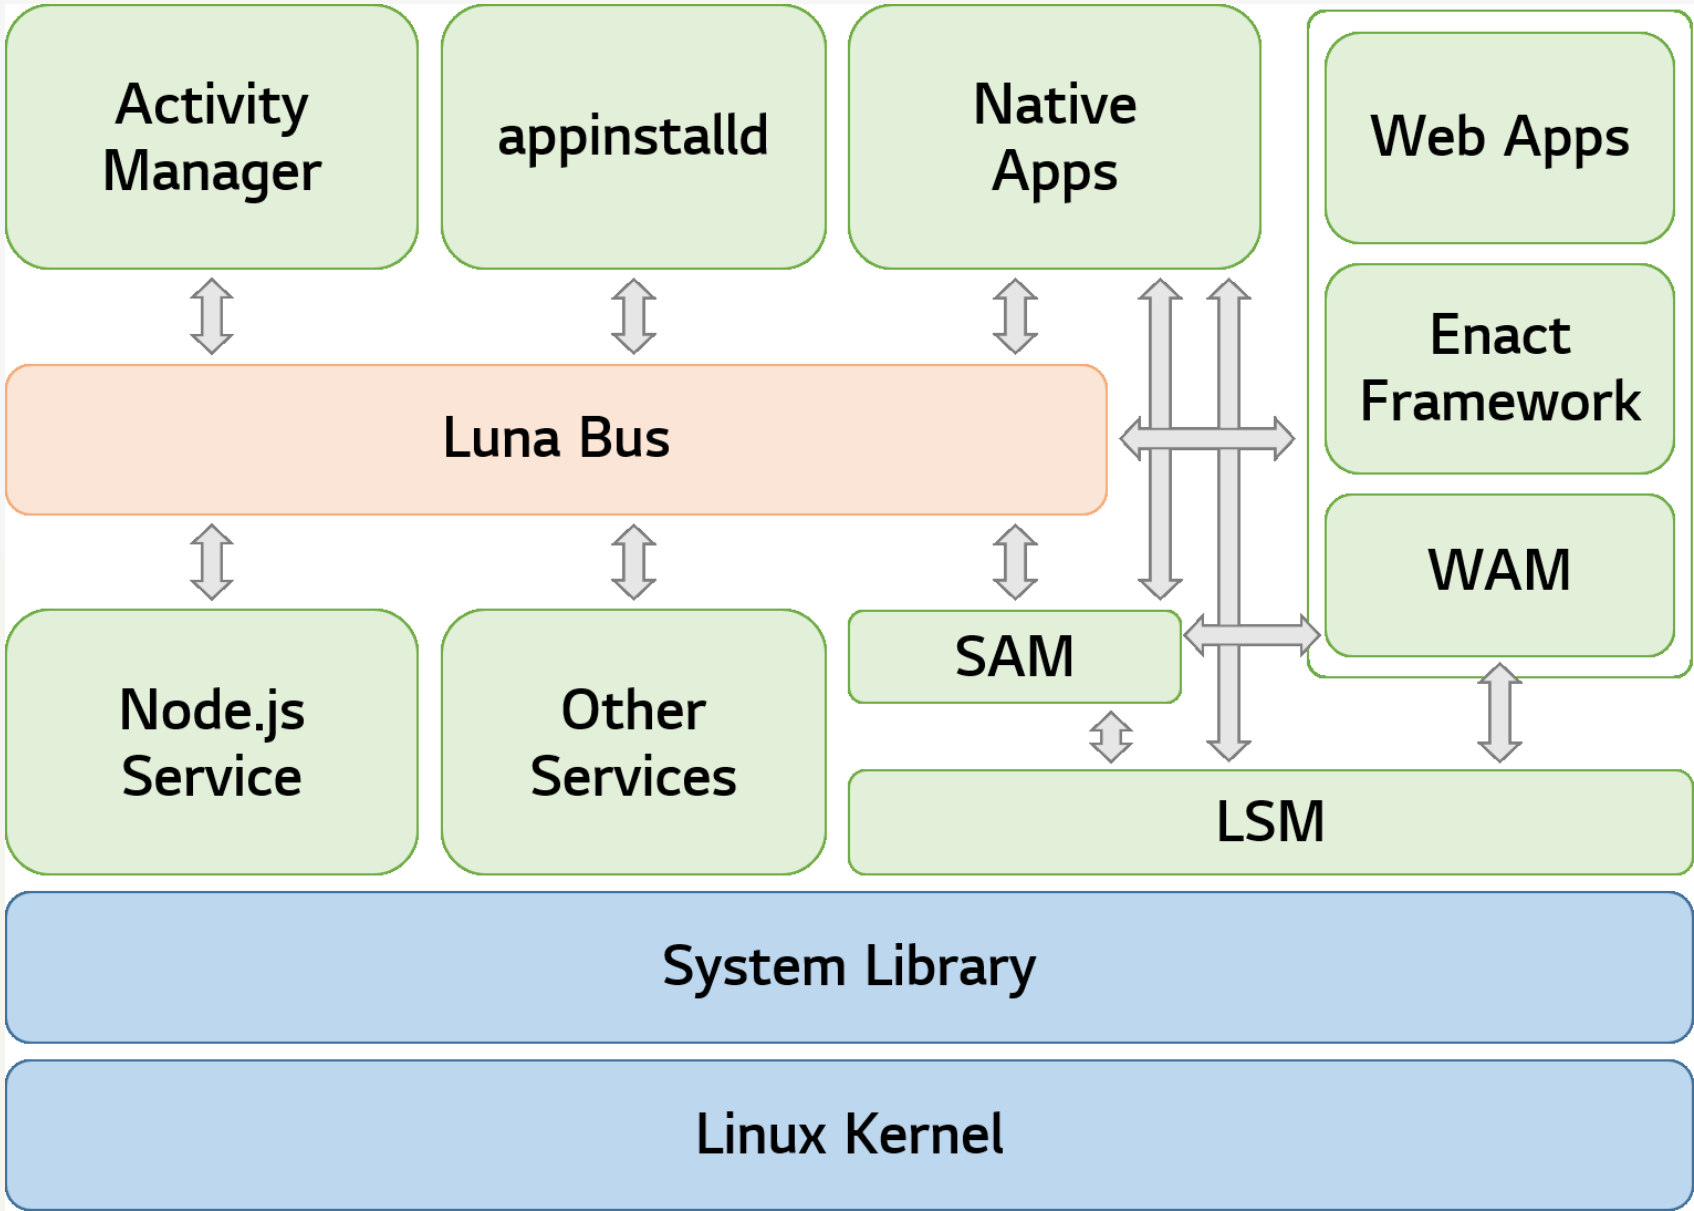 Activity
Manager
appinstalld
Native
Apps
Web Apps
Enact
Framework
WAM
Luna Bus
Node.js
Service
Other
Services
SAM
LSM
System Library
Linux Kernel